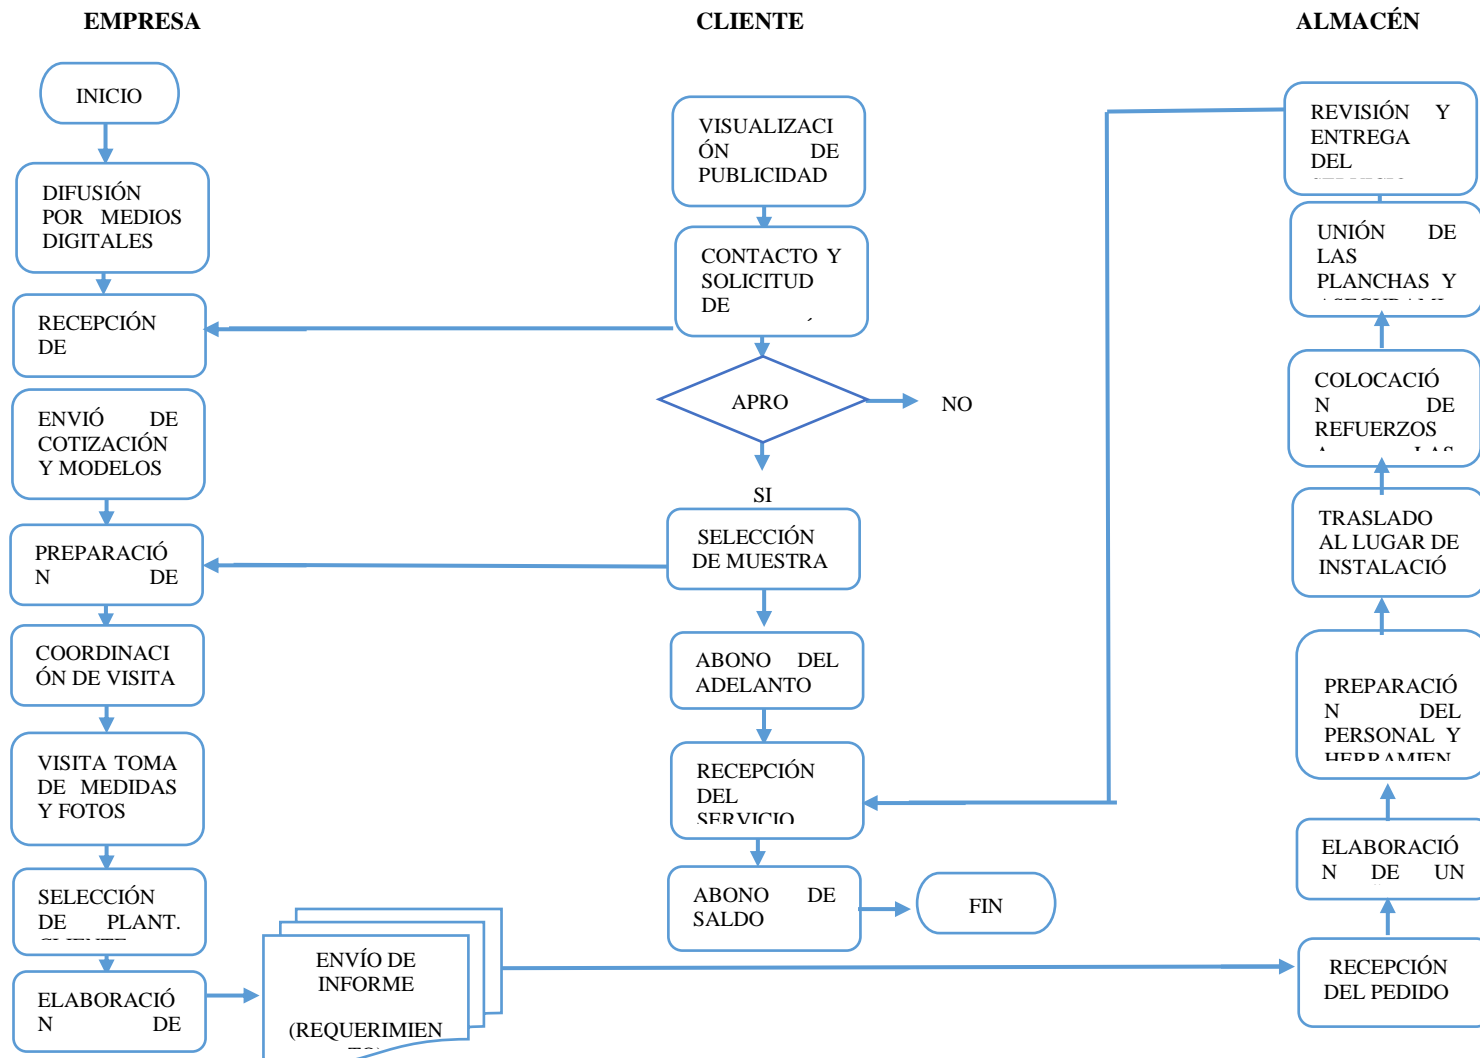 EMPRESA
CLIENTE
ALMACÉN
INICIO
DIFUSIÓN
POR MEDIOS
DIGITALES
RECEPCIÓN
DE
ENVIÓ DE
COTIZACIÓN
Y MODELOS
PREPARACIÓ
N DE
COORDINACI
ÓN DE VISITA
VISITA TOMA
DE MEDIDAS
Y FOTOS
SELECCIÓN
DE PLANT.
CLIENTE
ELABORACIÓ
N DE
ENVÍO DE
INFORME
(REQUERIMIEN
VISUALIZACI
ÓN DE
PUBLICIDAD
CONTACTO Y
SOLICITUD
DE
APRO
NO
SI
SELECCIÓN
DE MUESTRA
ABONO DEL
ADELANTO
RECEPCIÓN
DEL
SERVICIO
ABONO DE
SALDO
FIN
REVISIÓN Y
ENTREGA
DEL
UNIÓN DE
LAS
PLANCHAS Y
COLOCACIÓ
N DE
REFUERZOS
A LAS
TRASLADO
AL LUGAR DE
INSTALACIÓ
PREPARACIÓ
N DEL
PERSONAL Y
HERRAMIEN
ELABORACIÓ
N DE UN
RECEPCIÓN
DEL PEDIDO